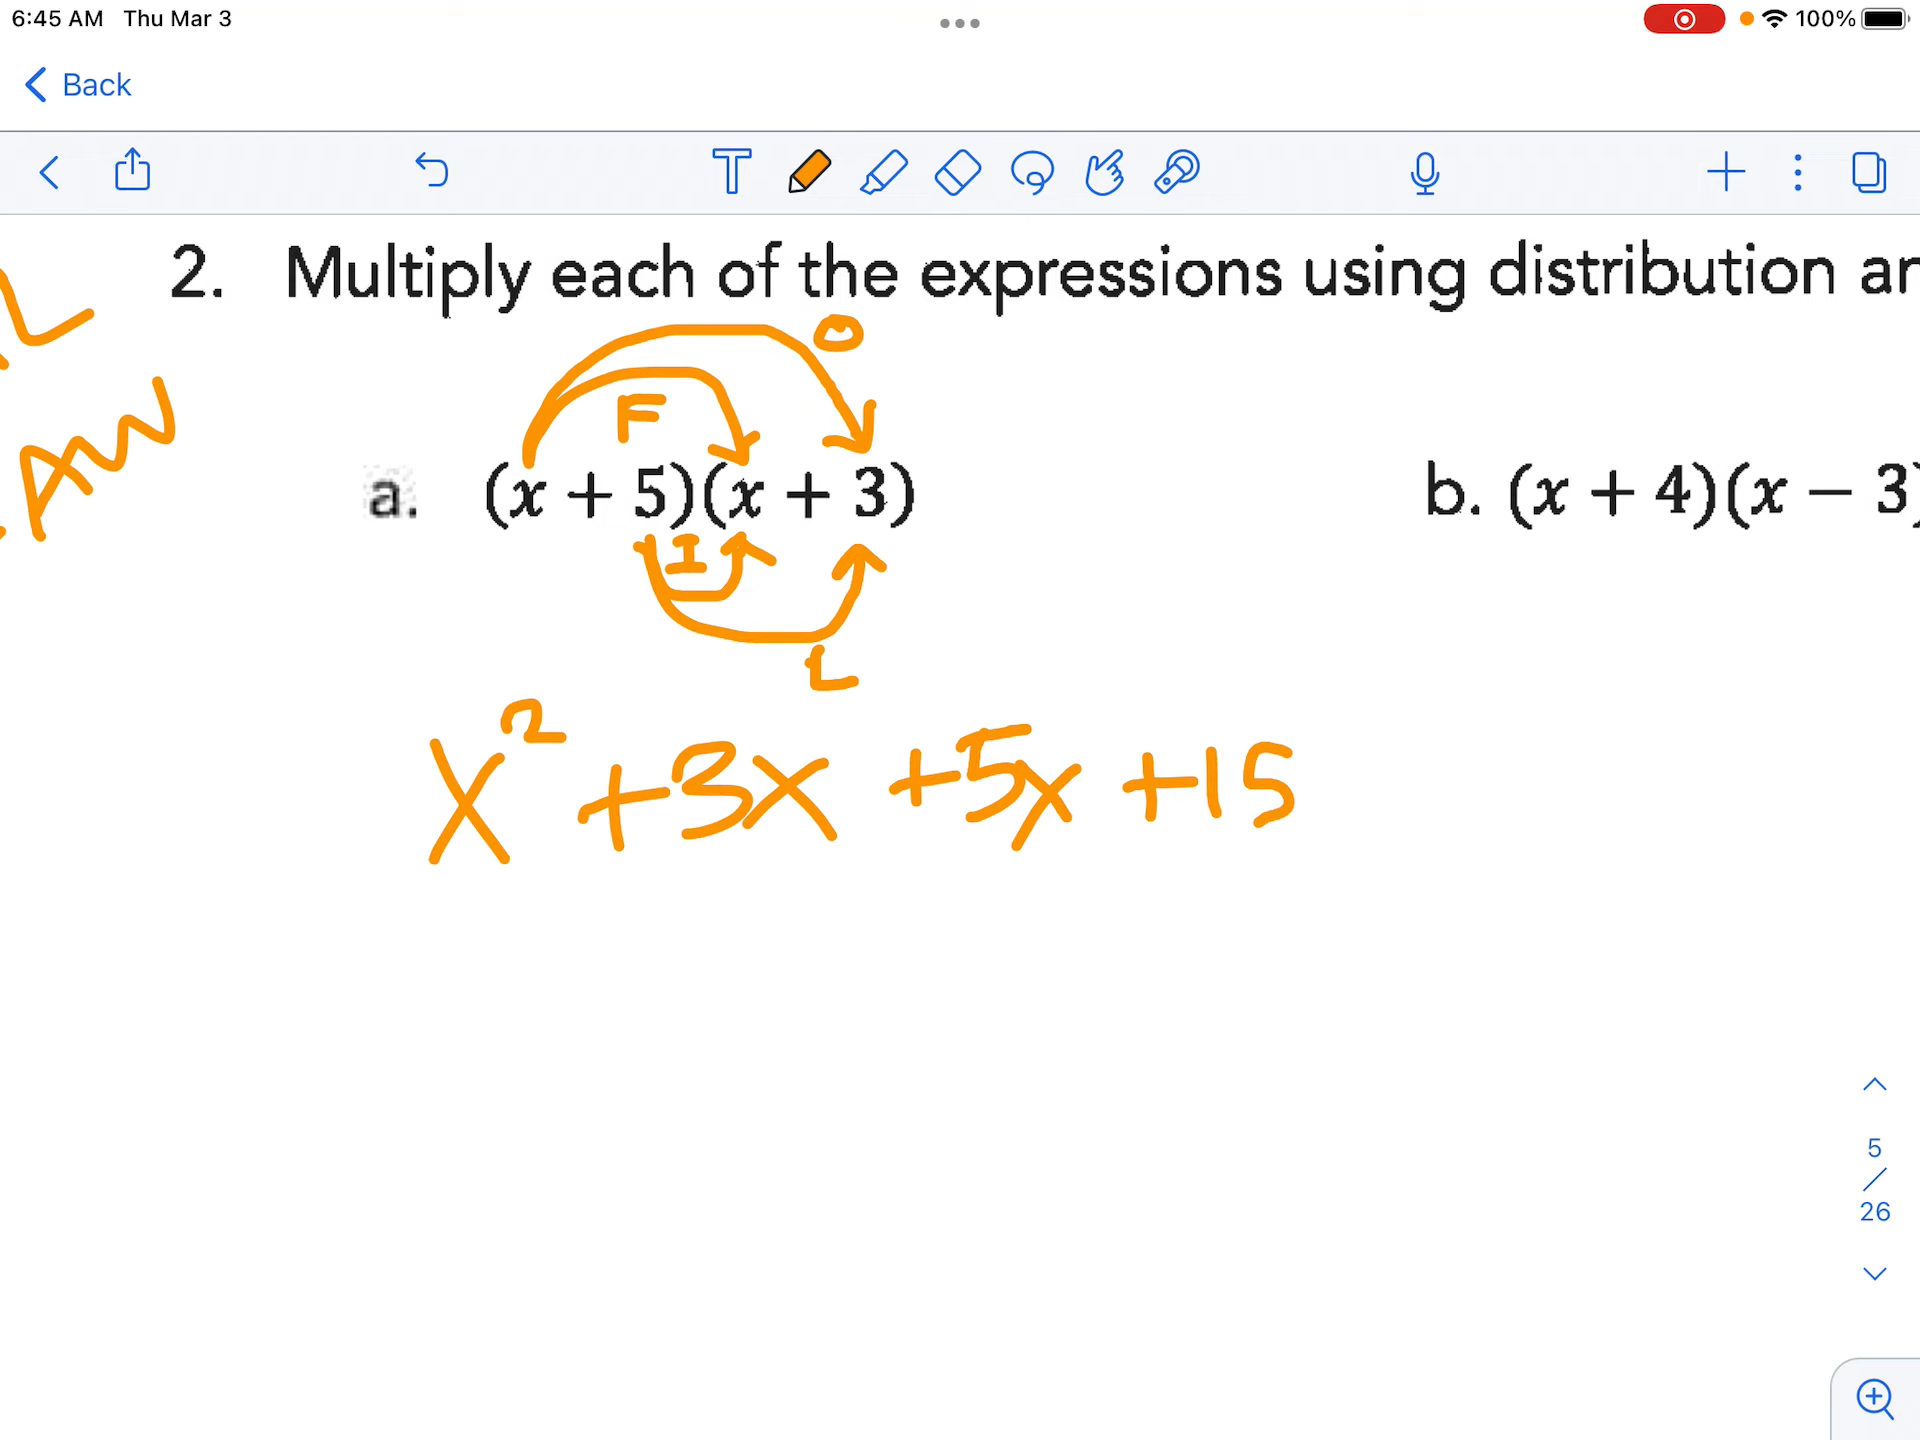 6:45 AM Thu Mar 3
100%
Back
2. Multiply each of the expressions using distribution
O
F
a. (x + 5)(x + 3)
b. (x + 4)(x − 3)
I
L
x² +3x +5x +15
5
/
26